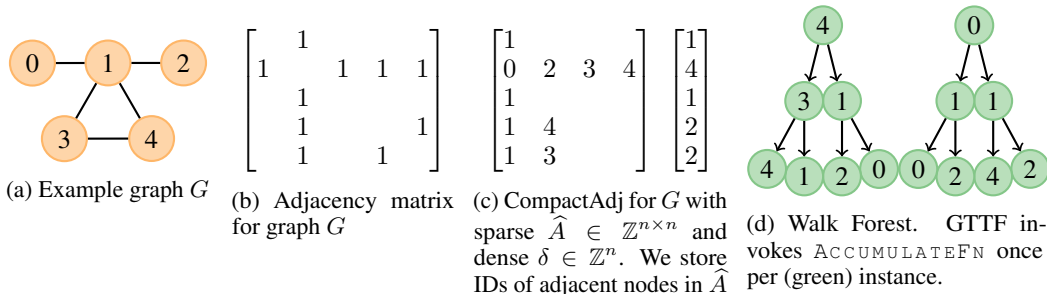 0 1 2
3 4
(a) Example graph G
1
1 1 1 1
1
1 1
1 1
(b) Adjacency matrix
for graph G
1 1
0 2 3 4 4
1 1
1 4 2
1 3 2
(c) CompactAdj for G with
sparse Â ∈ ℤⁿˣⁿ and
dense δ ∈ ℤⁿ. We store
IDs of adjacent nodes in Â
4 0
3 1 1 1
4 1 2 0 0 2 4 2
(d) Walk Forest. GTTF in-
vokes ACCUMULATEFN once
per (green) instance.